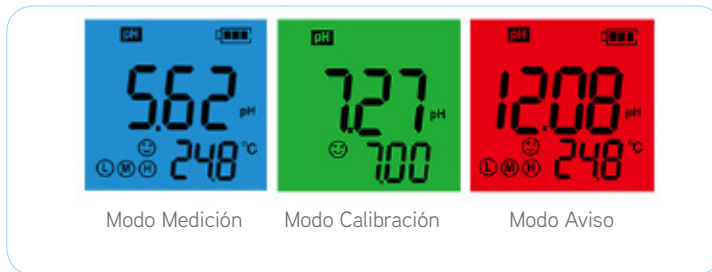 pH
5.62 pH
L M H 24.8 °C
pH
7.27 pH
7.00
pH
12.08 pH
L M H 24.8 °C
Modo Medición
Modo Calibración
Modo Aviso